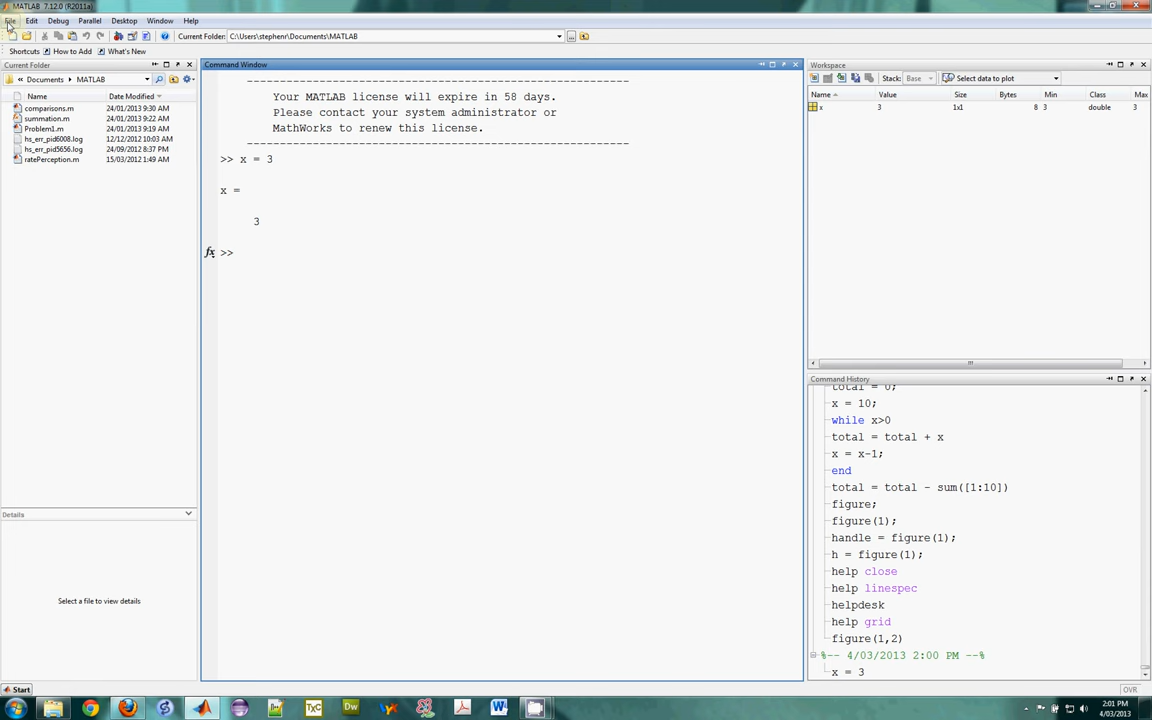 MATLAB 7.12.0 (R2011a)
File Edit Debug Parallel Desktop Window Help
Current Folder: C:\Users\stephenr\Documents\MATLAB
Shortcuts How to Add What's New
Current Folder
« Documents ▶ MATLAB
Name Date Modified
comparisons.m 24/01/2013 9:30 AM
summation.m 24/01/2013 9:22 AM
Problem1.m 24/01/2013 9:19 AM
hs_err_pid6008.log 12/12/2012 10:03 AM
hs_err_pid5656.log 24/09/2012 8:37 PM
ratePerception.m 15/03/2012 1:49 AM
Details
Select a file to view details
Command Window
----------------------------------------------------------
Your MATLAB license will expire in 58 days.
Please contact your system administrator or
MathWorks to renew this license.
----------------------------------------------------------
>> x = 3
x =
3
fx >>
Workspace
Stack: Base Select data to plot
Name Value Size Bytes Class Min Max
x 3 1x1 8 double 3 3
Command History
total = 0;
x = 10;
while x>0
total = total + x
x = x-1;
end
total = total - sum([1:10])
figure;
figure(1);
handle = figure(1);
h = figure(1);
help close
help linespec
helpdesk
help grid
figure(1,2)
%-- 4/03/2013 2:00 PM --%
x = 3
Start
OVR
TxC
Dw
2:01 PM
4/03/2013